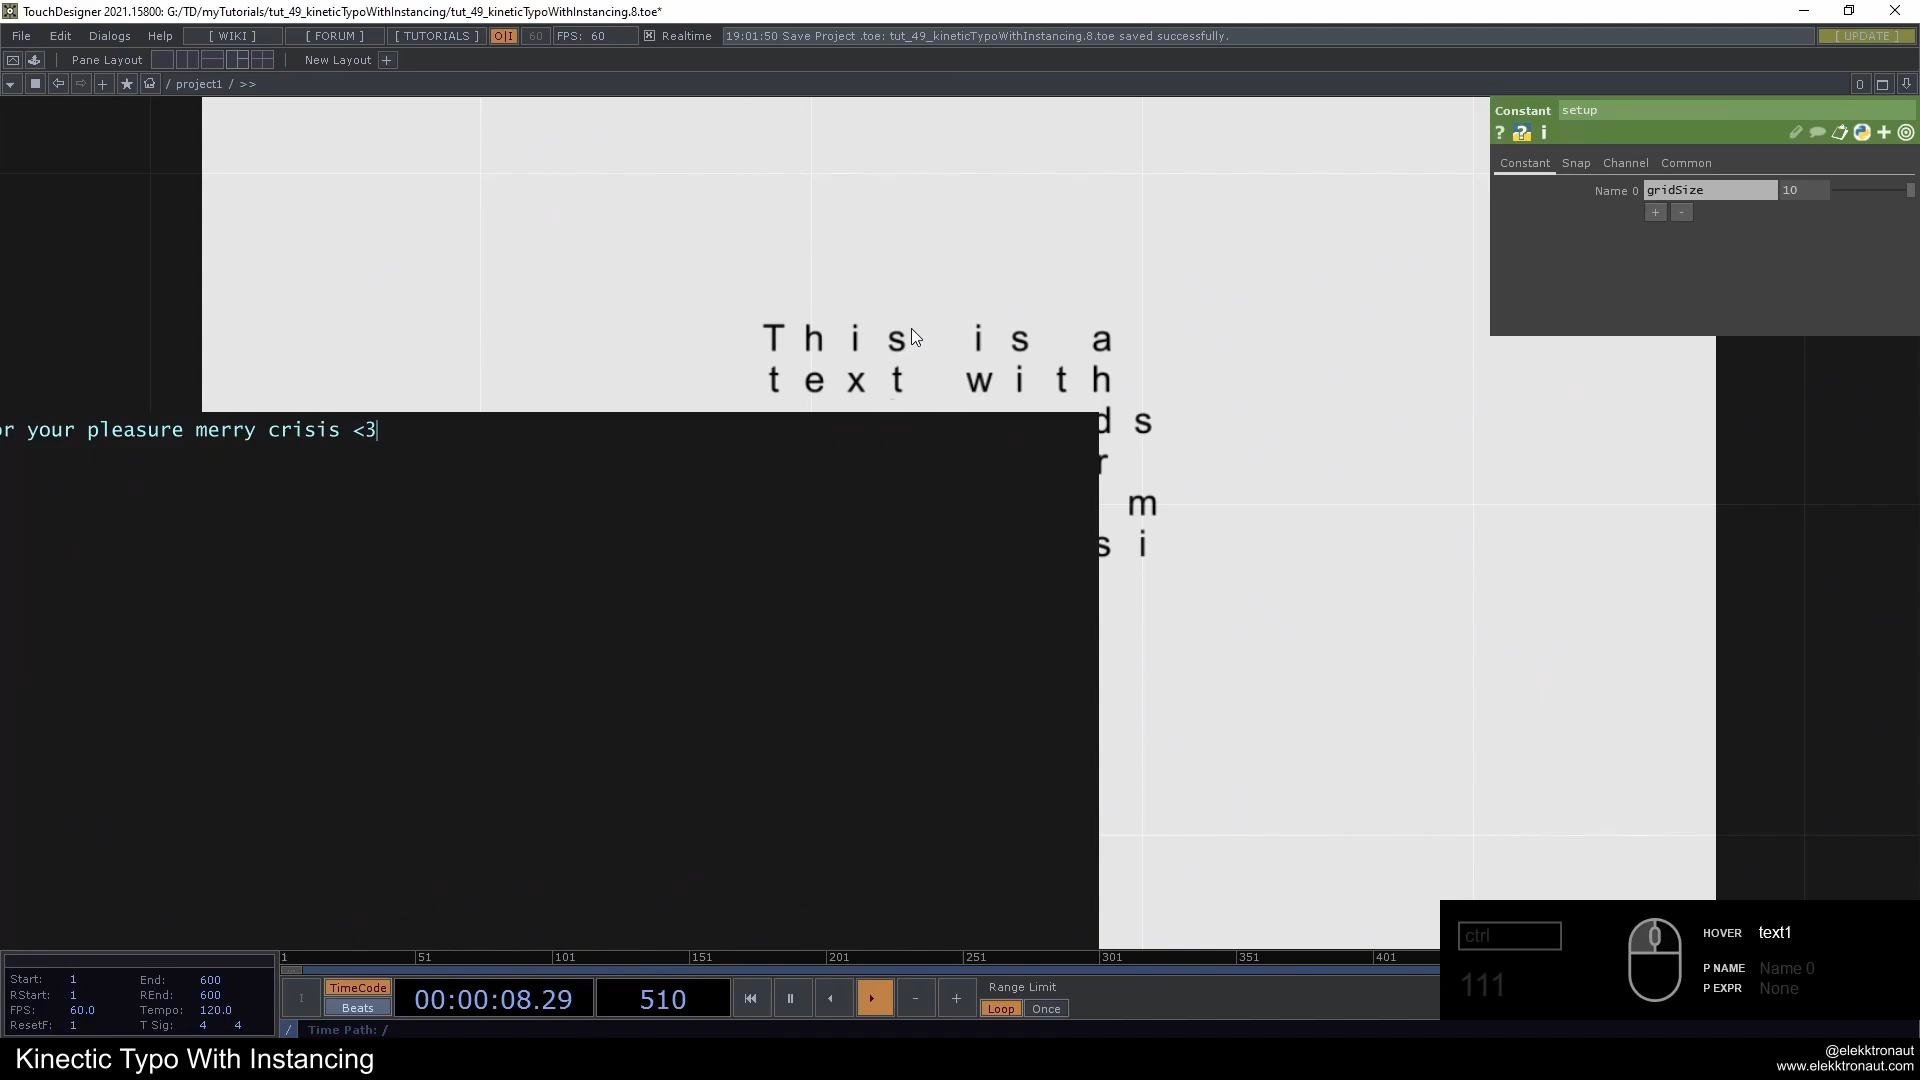 TouchDesigner 2021.15800: G:/TD/myTutorials/tut_49_kineticTypoWithInstancing/tut_49_kineticTypoWithInstancing.8.toe*
File Edit Dialogs Help [ WIKI ] [ FORUM ] [ TUTORIALS ] O|I 60 FPS: 60 Realtime 19:01:50 Save Project .toe: tut_49_kineticTypoWithInstancing.8.toe saved successfully. [ UPDATE ]
Pane Layout New Layout +
/ project1 / >> 0
Constant setup
? ? i
Constant Snap Channel Common
Name 0 gridSize 10
+ -
T h i s i s a
t e x t w i t h
d s
or your pleasure merry crisis <3
r
m
s i
ctrl
111
HOVER text1
P NAME Name 0
P EXPR None
1 51 101 151 201 251 301 351 401
Start: 1 End: 600
RStart: 1 REnd: 600
FPS: 60.0 Tempo: 120.0
ResetF: 1 T Sig: 4 4
TimeCode
Beats
00:00:08.29 510
- +
Range Limit
Loop Once
/ Time Path: /
Kinectic Typo With Instancing
@elekktronaut
www.elekktronaut.com